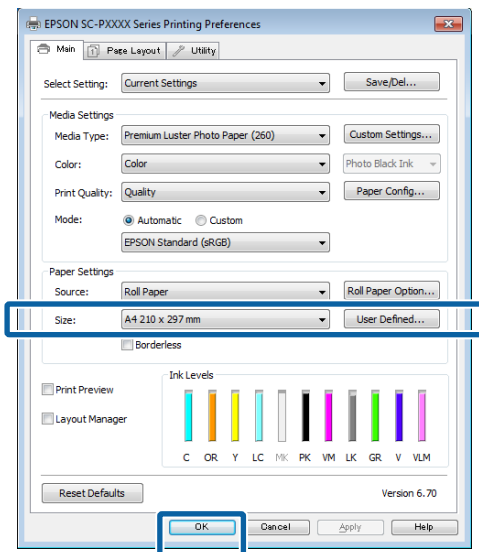 EPSON SC-PXXXX Series Printing Preferences
Main Page Layout Utility
Select Setting: Current Settings Save/Del...
Media Settings
Media Type: Premium Luster Photo Paper (260) Custom Settings...
Color: Color Photo Black Ink
Print Quality: Quality Paper Config...
Mode: Automatic Custom
EPSON Standard (sRGB)
Paper Settings
Source: Roll Paper Roll Paper Option...
Size: A4 210 x 297 mm User Defined...
Borderless
Ink Levels
Print Preview
Layout Manager
C OR Y LC MK PK VM LK GR V VLM
Reset Defaults Version 6.70
OK Cancel Apply Help